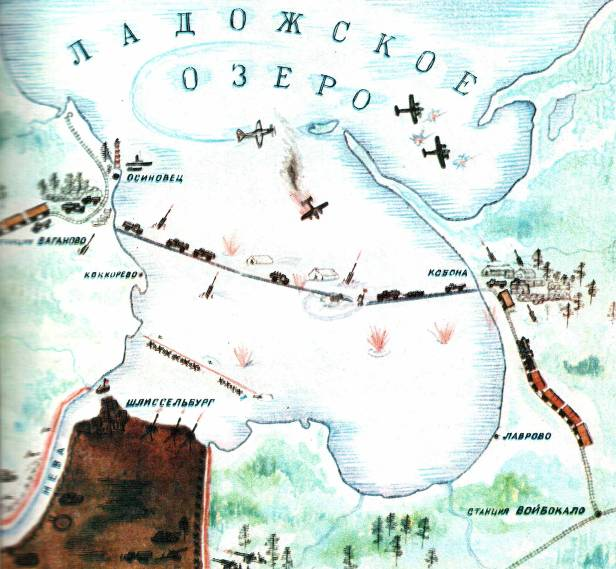 ЛАДОЖСКОЕ
ОЗЕРО
ОСИНОВЕЦ
ВАГАНОВО
КОККОРЕВО
КОБОНА
ШЛИССЕЛЬБУРГ
НЕВА
ЛАВРОВО
СТАНЦИЯ ВОЙБОКАЛО